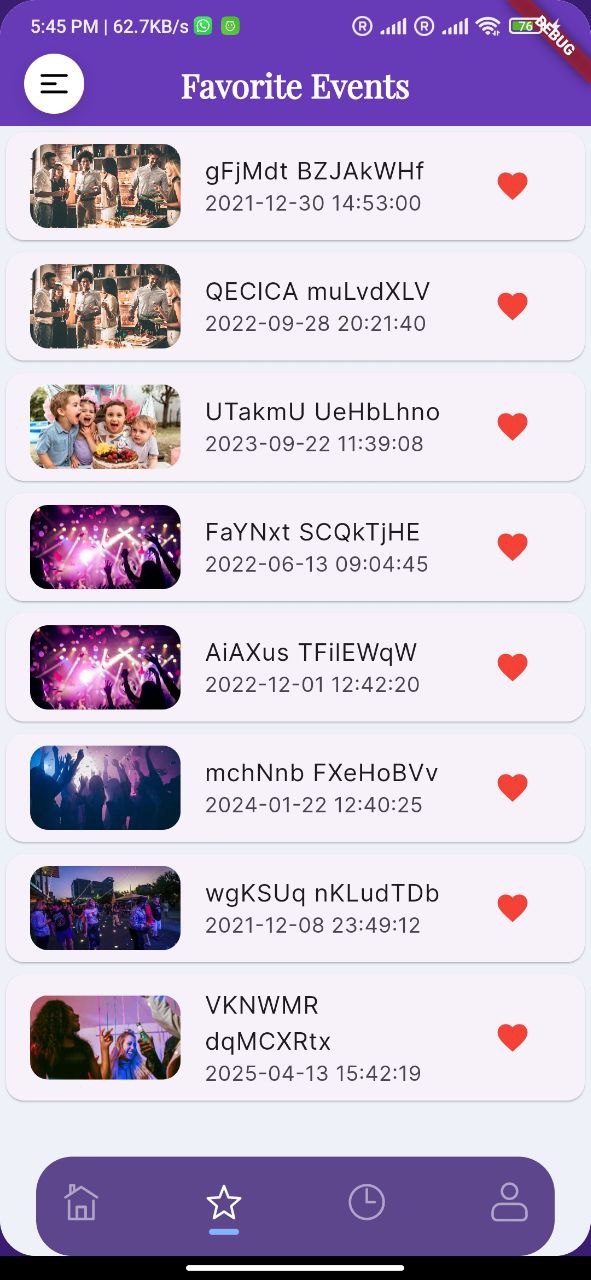 5:45 PM | 62.7KB/s
R R 76
DEBUG
Favorite Events
gFjMdt BZJAkWHf
2021-12-30 14:53:00
QECICA muLvdXLV
2022-09-28 20:21:40
UTakmU UeHbLhno
2023-09-22 11:39:08
FaYNxt SCQkTjHE
2022-06-13 09:04:45
AiAXus TFilEWqW
2022-12-01 12:42:20
mchNnb FXeHoBVv
2024-01-22 12:40:25
wgKSUq nKLudTDb
2021-12-08 23:49:12
VKNWMR
dqMCXRtx
2025-04-13 15:42:19